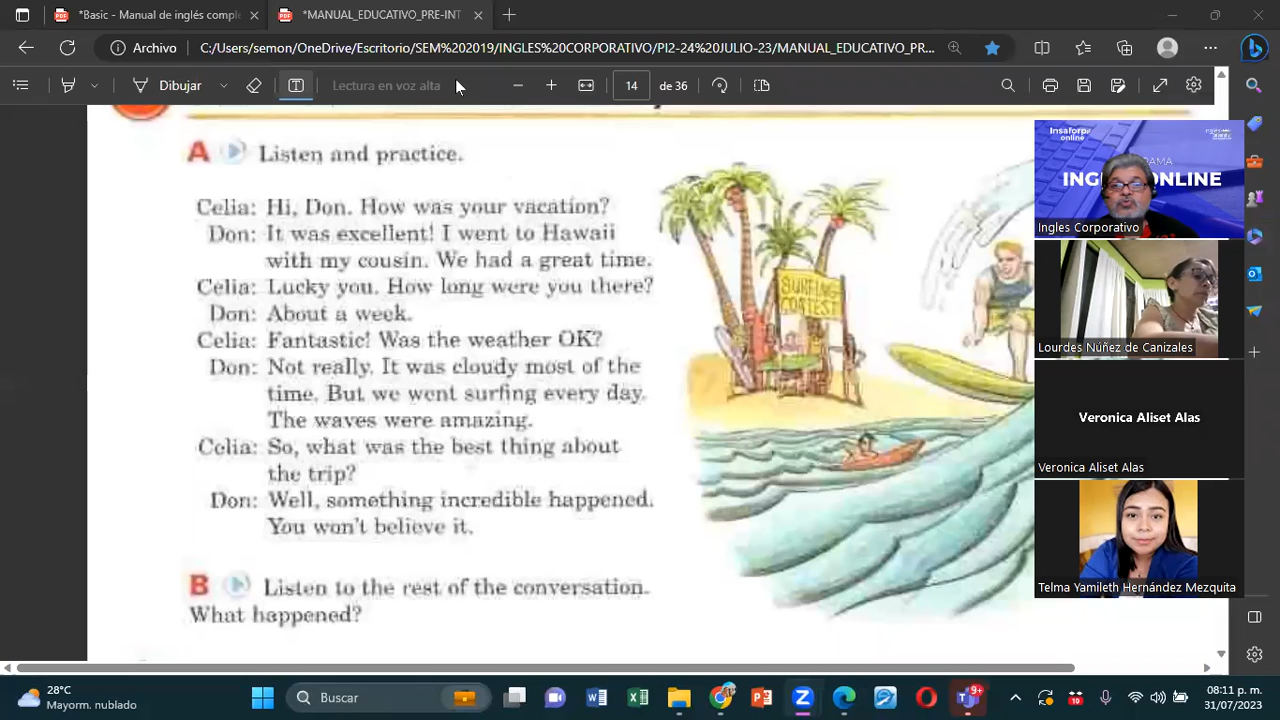 *Basic - Manual de inglés comple
*MANUAL_EDUCATIVO_PRE-INT
Archivo
C:/Users/semon/OneDrive/Escritorio/SEM%202019/INGLES%20CORPORATIVO/PI2-24%20JULIO-23/MANUAL_EDUCATIVO_PR...
Dibujar
Lectura en voz alta
14 de 36
A Listen and practice.
Celia: Hi, Don. How was your vacation?
Don: It was excellent! I went to Hawaii
with my cousin. We had a great time.
Celia: Lucky you. How long were you there?
Don: About a week.
Celia: Fantastic! Was the weather OK?
Don: Not really. It was cloudy most of the
time. But we went surfing every day.
The waves were amazing.
Celia: So, what was the best thing about
the trip?
Don: Well, something incredible happened.
You won't believe it.
B Listen to the rest of the conversation.
What happened?
SURFING
CONTEST
Insaforp
online
INGL ONLINE
Ingles Corporativo
Lourdes Núñez de Canizales
Veronica Aliset Alas
Veronica Aliset Alas
Telma Yamileth Hernández Mezquita
28°C
Mayorm. nublado
Buscar
9+
10
08:11 p. m.
31/07/2023